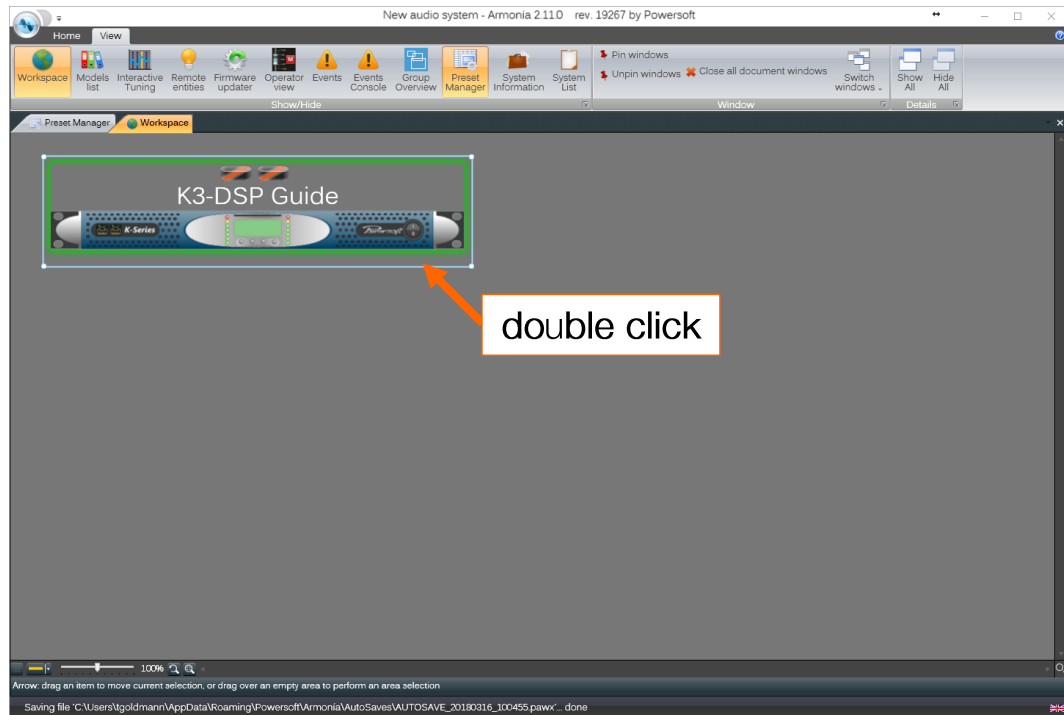 New audio system - Armonía 2.11.0 rev. 19267 by Powersoft
Home View
Workspace Models list Interactive Tuning Remote entities Firmware updater Operator view Events Events Console Group Overview Preset Manager System Information System List
Show/Hide
Pin windows
Unpin windows Close all document windows
Switch windows
Window
Show All Hide All
Details
Preset Manager Workspace
K3-DSP Guide
K-Series Powersoft
double click
100%
Arrow: drag an item to move current selection, or drag over an empty area to perform an area selection
Saving file 'C:\Users\tgoldmann\AppData\Roaming\Powersoft\Armonía\AutoSaves\AUTOSAVE_20180316_100455.pawx'... done